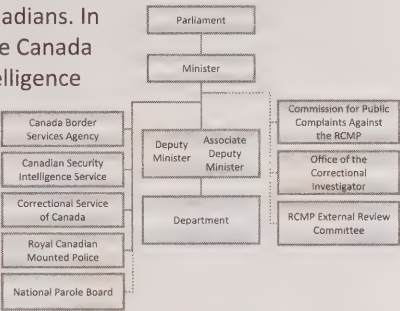 adians. In
e Canada
elligence
Parliament
Minister
Canada Border
Services Agency
Canadian Security
Intelligence Service
Correctional Service
of Canada
Royal Canadian
Mounted Police
National Parole Board
Deputy
Minister
Associate
Deputy
Minister
Department
Commission for Public
Complaints Against
the RCMP
Office of the
Correctional
Investigator
RCMP External Review
Committee